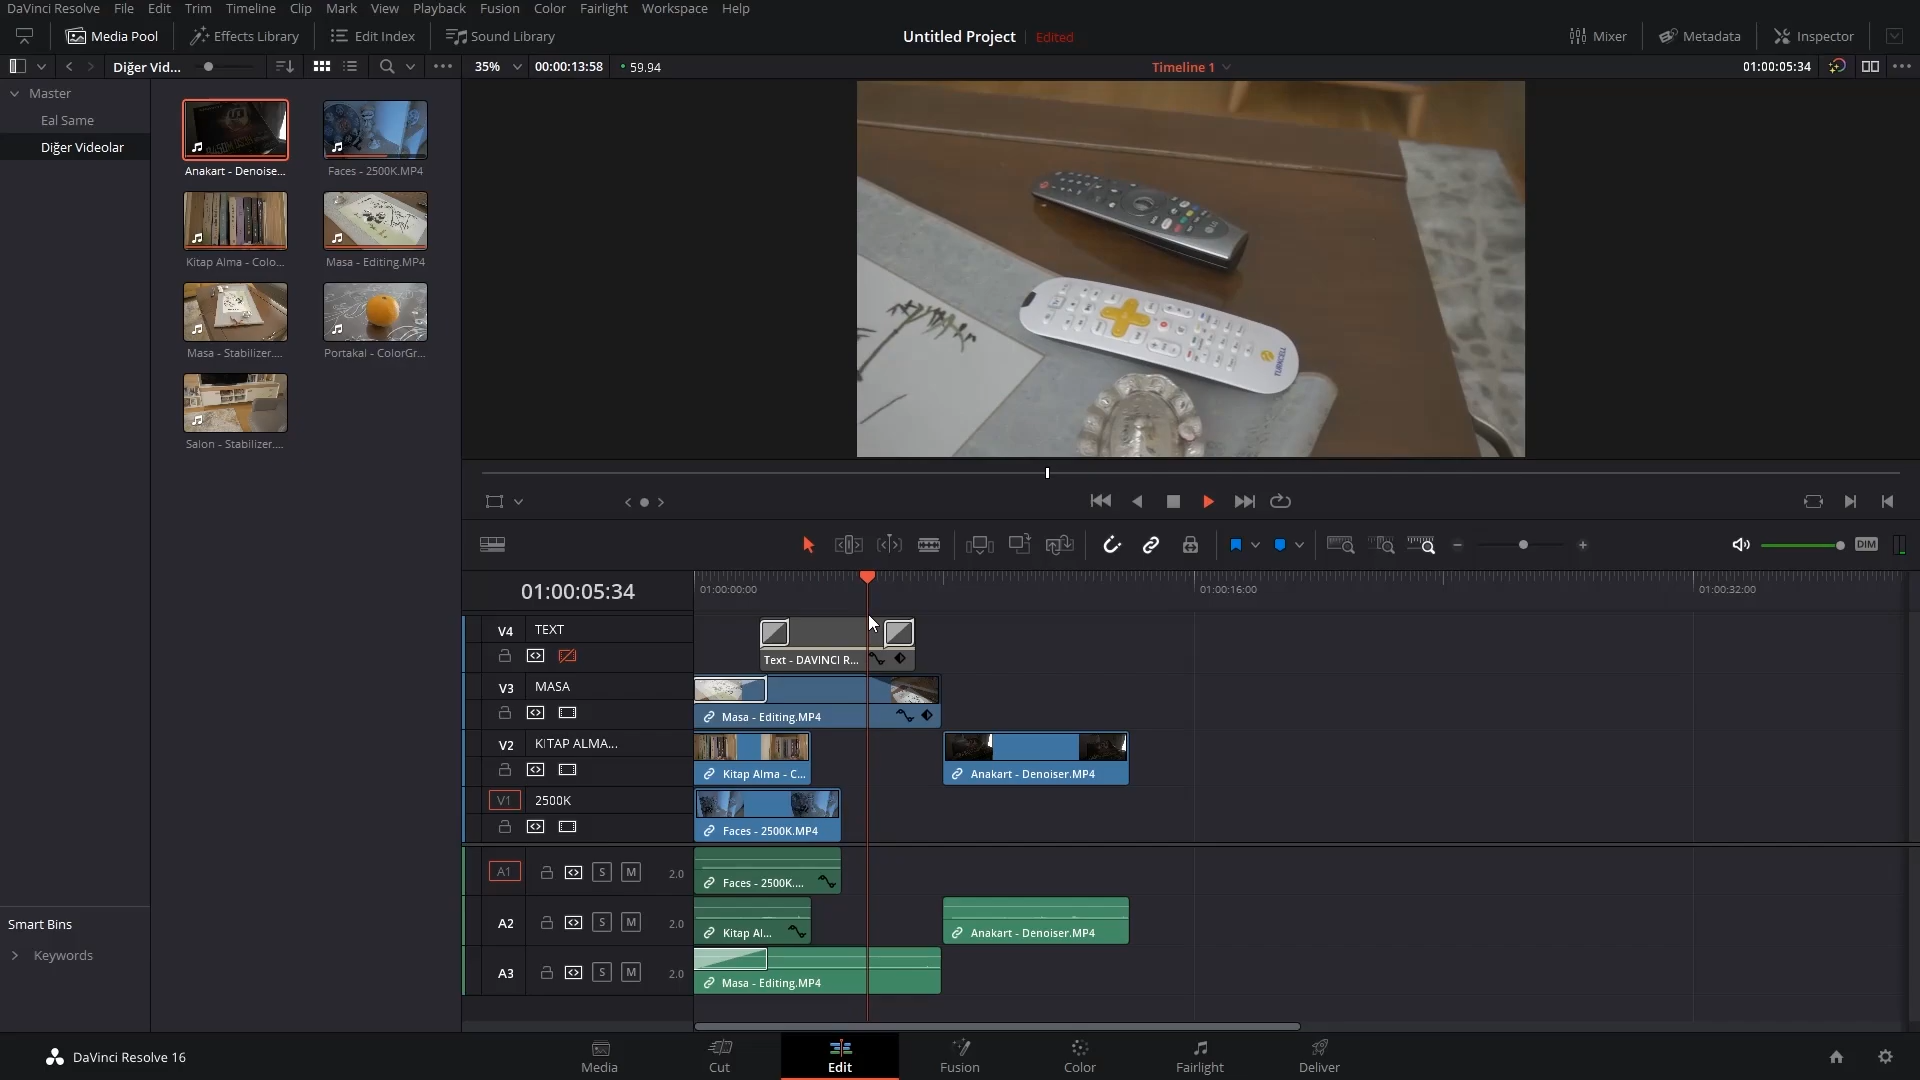 DaVinci Resolve File Edit Trim Timeline Clip Mark View Playback Fusion Color Fairlight Workspace Help
Media Pool Effects Library Edit Index Sound Library Untitled Project Edited Mixer Metadata Inspector
Diğer Vid... 35% 00:00:13:58 59.94 Timeline 1 01:00:05:34
Master
Eal Same
Diğer Videolar
Anakart - Denoise... Faces - 2500K.MP4
Kitap Alma - Colo... Masa - Editing.MP4
Masa - Stabilizer.... Portakal - ColorGr...
Salon - Stabilizer....
TURKCELL
DIM
01:00:05:34 01:00:00:00 01:00:16:00 01:00:32:00
V4 TEXT
Text - DAVINCI R...
V3 MASA
Masa - Editing.MP4
V2 KITAP ALMA...
Kitap Alma - C... Anakart - Denoiser.MP4
V1 2500K
Faces - 2500K.MP4
A1 S M 2.0
Faces - 2500K....
A2 S M 2.0
Kitap Al... Anakart - Denoiser.MP4
A3 S M 2.0
Masa - Editing.MP4
Smart Bins
Keywords
DaVinci Resolve 16 Media Cut Edit Fusion Color Fairlight Deliver